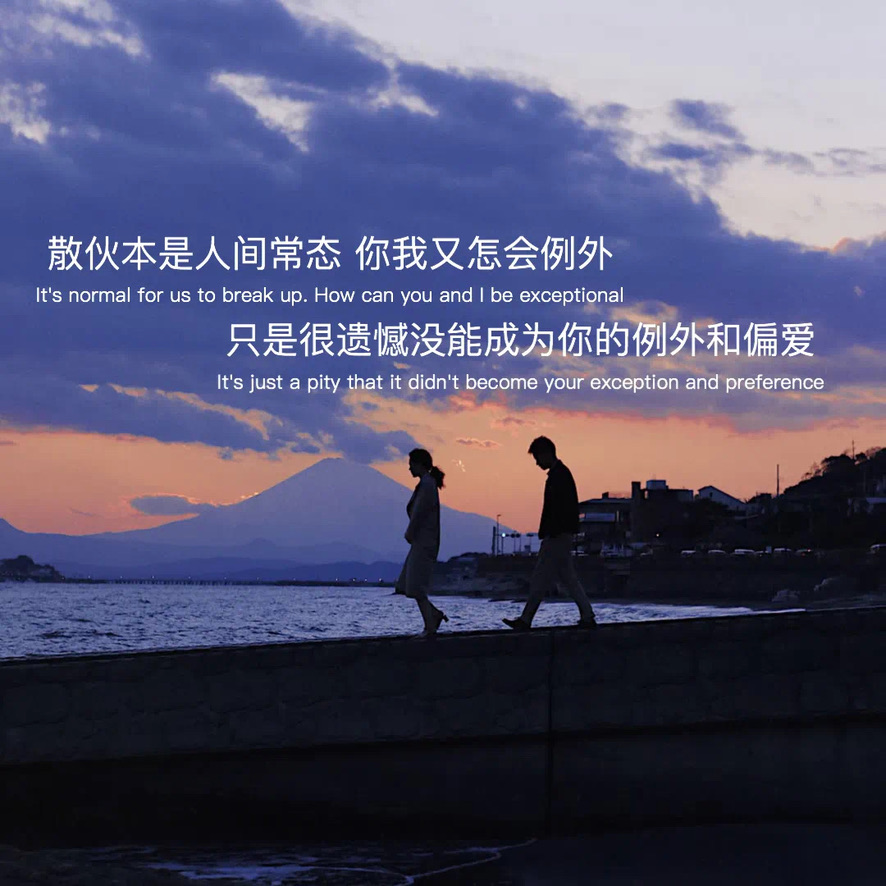 散伙本是人间常态 你我又怎会例外
It's normal for us to break up. How can you and I be exceptional
只是很遗憾没能成为你的例外和偏爱
It's just a pity that it didn't become your exception and preference